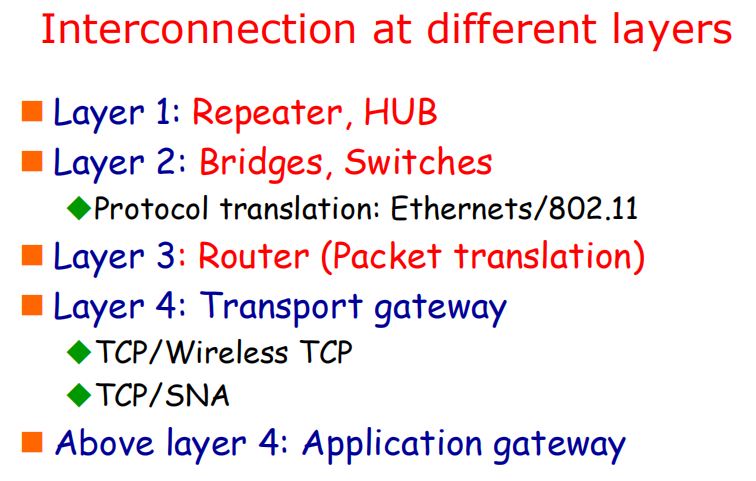 Interconnection at different layers
Layer 1: Repeater, HUB
Layer 2: Bridges, Switches
Protocol translation: Ethernets/802.11
Layer 3: Router (Packet translation)
Layer 4: Transport gateway
TCP/Wireless TCP
TCP/SNA
Above layer 4: Application gateway